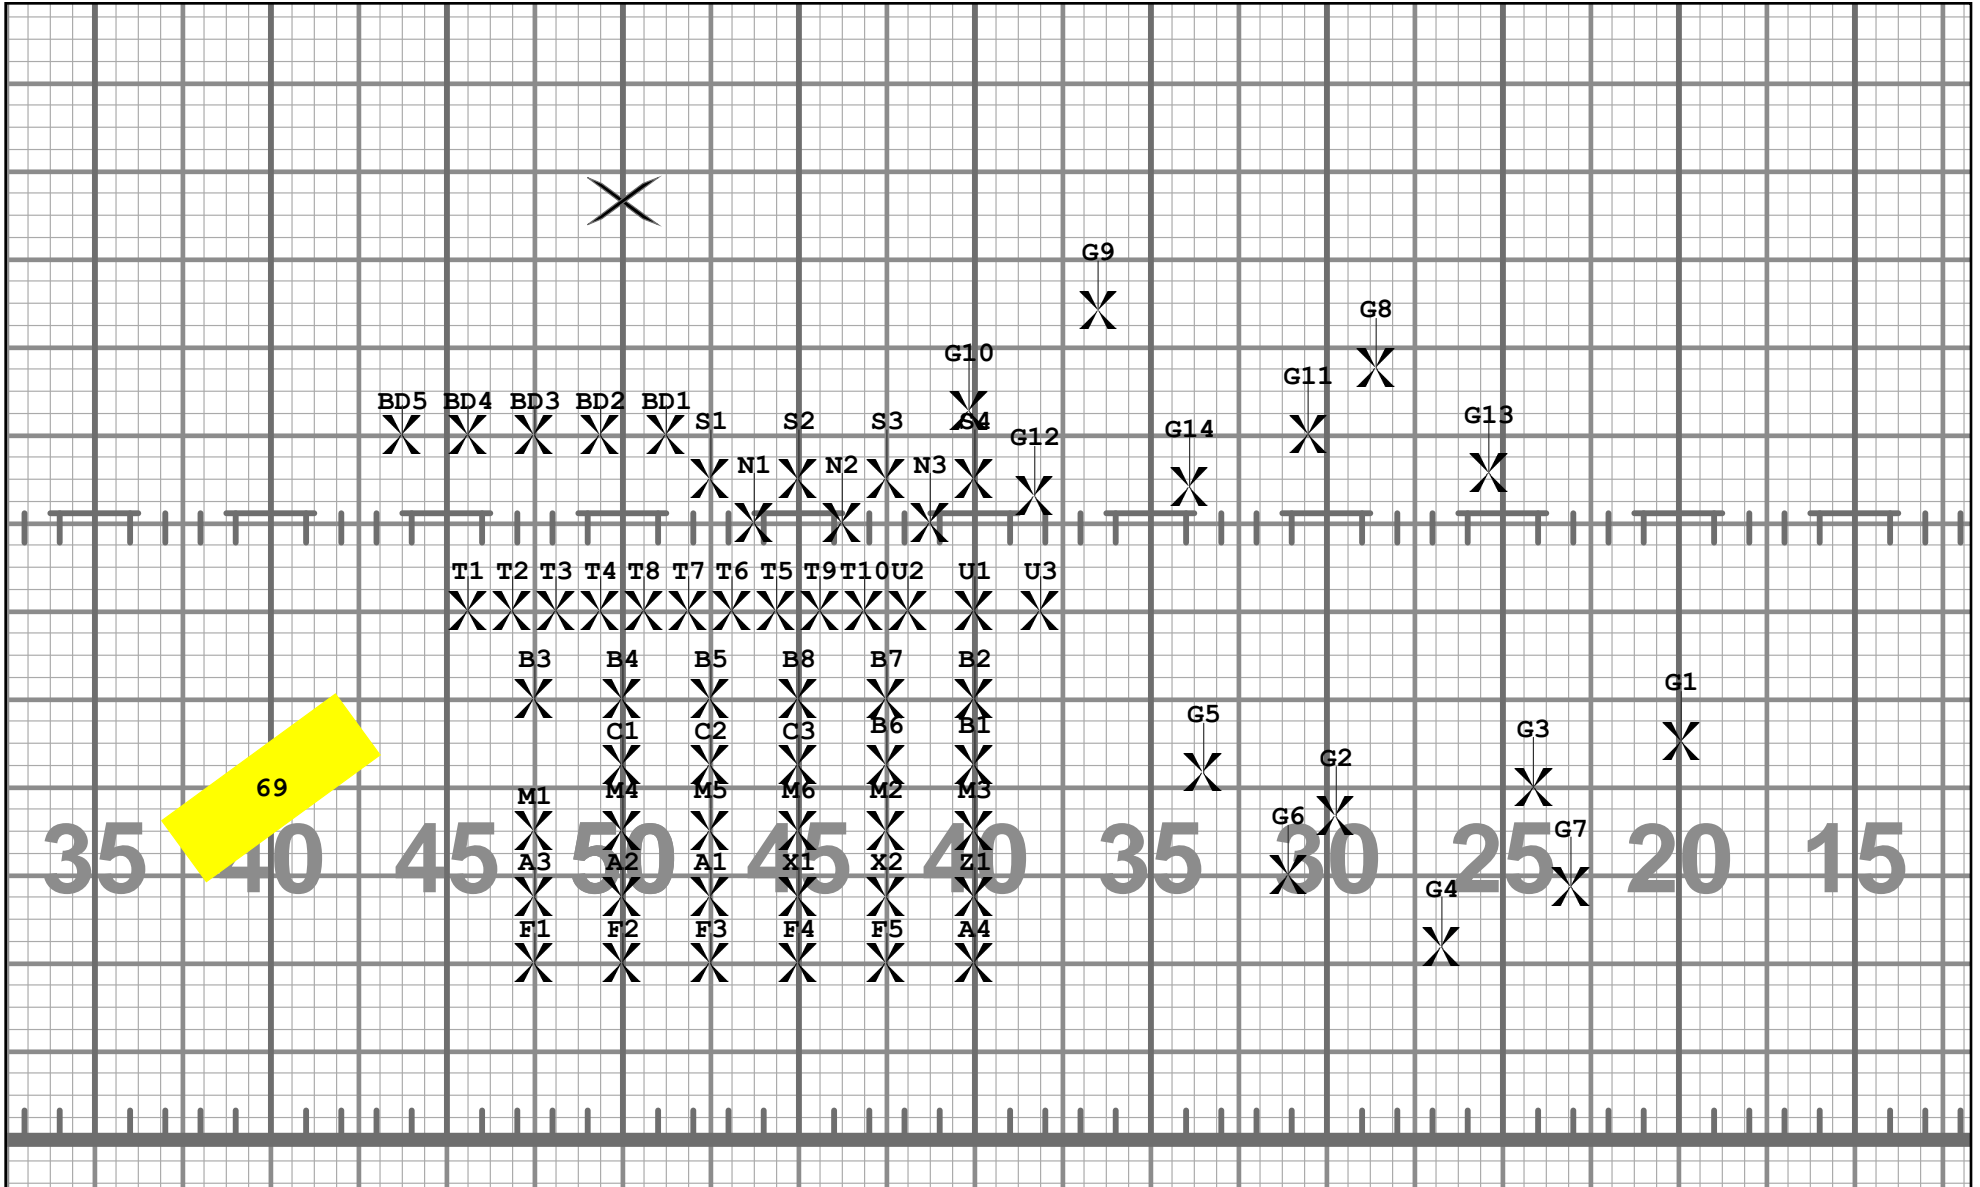 G9
G8
G10
G11
BD5 BD4 BD3 BD2 BD1
S1 S2 S3 S4 G12 G14 G13
N1 N2 N3
T1 T2 T3 T4 T8 T7 T6 T5 T9 T10 U2 U1 U3
B3 B4 B5 B8 B7 B2
G1
G5
C1 C2 C3 B6 B1 G3
G2
69
M1 M4 M5 M6 M2 M3
G6
G7
35 40 45 50 45 40 35 30 25 20 15
A3 A2 A1 X1 X2 Z1
G4
F1 F2 F3 F4 F5 A4